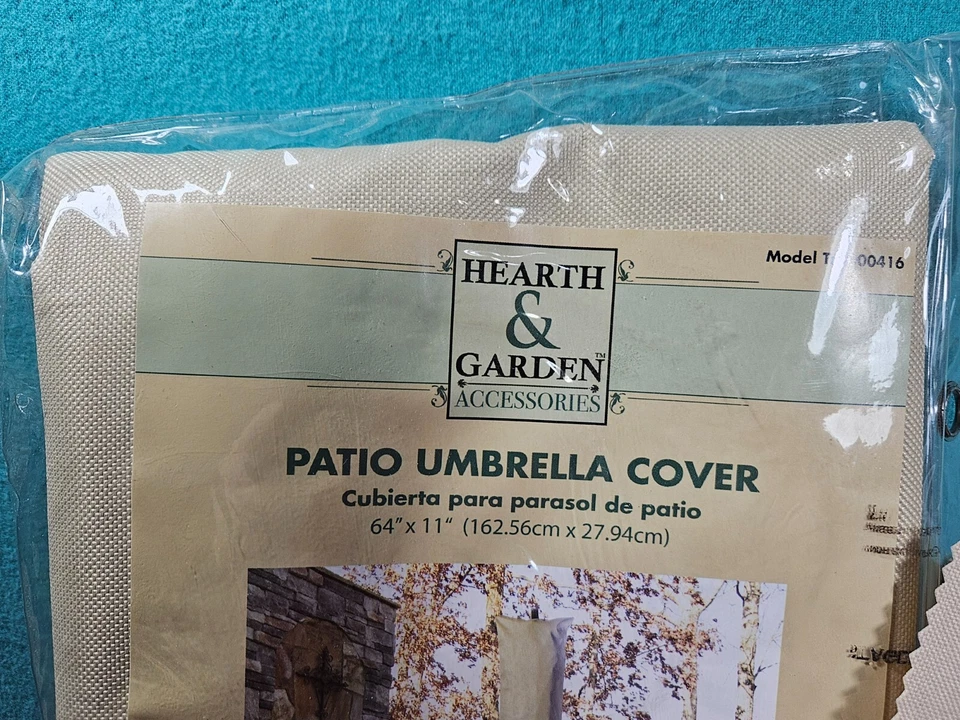 Model T 00416
HEARTH
&
GARDEN™
ACCESSORIES
PATIO UMBRELLA COVER
Cubierta para parasol de patio
64"x 11“ (162.56cm x 27.94cm)